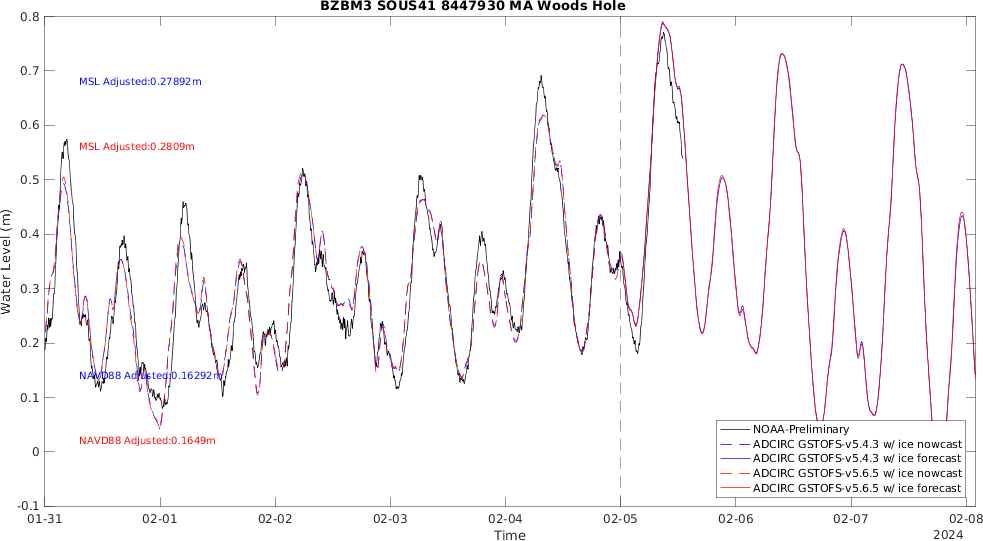 BZBM3 SOUS41 8447930 MA Woods Hole
0.8
0.7
0.6
0.5
0.4
0.3
0.2
0.1
0
-0.1
Water Level (m)
MSL Adjusted:0.27892m
MSL Adjusted:0.2809m
NAVD88 Adjusted:0.16292m
NAVD88 Adjusted:0.1649m
NOAA-Preliminary
ADCIRC GSTOFS-v5.4.3 w/ ice nowcast
ADCIRC GSTOFS-v5.4.3 w/ ice forecast
ADCIRC GSTOFS-v5.6.5 w/ ice nowcast
ADCIRC GSTOFS-v5.6.5 w/ ice forecast
01-31 02-01 02-02 02-03 02-04 02-05 02-06 02-07 02-08
Time
2024